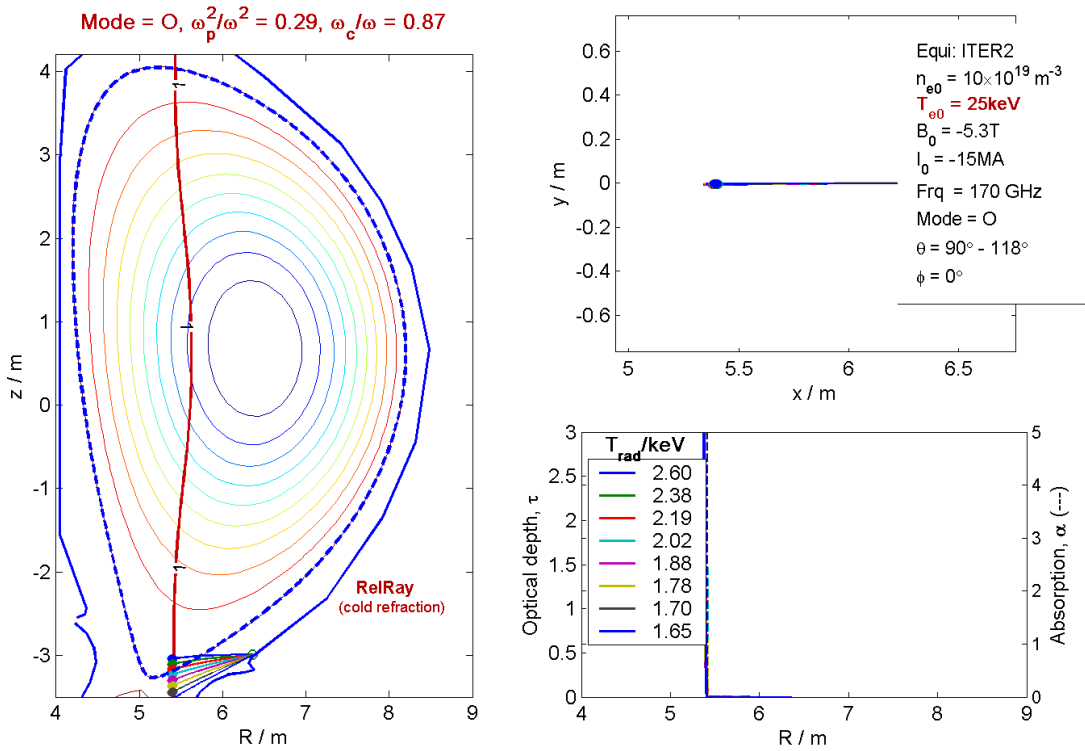 Mode = O, ω_p^2/ω^2 = 0.29, ω_c/ω = 0.87
4
3
2
1
0
-1
-2
-3
z / m
1
1
1
RelRay
(cold refraction)
4 5 6 7 8 9
R / m
0.6
0.4
0.2
0
-0.2
-0.4
-0.6
y / m
5 5.5 6 6.5
x / m
Equi: ITER2
n_e0 = 10×10^19 m^-3
T_e0 = 25keV
B_0 = -5.3T
I_0 = -15MA
Frq = 170 GHz
Mode = O
θ = 90° - 118°
ϕ = 0°
3
2.5
2
1.5
1
0.5
0
Optical depth, τ
T_rad/keV
2.60
2.38
2.19
2.02
1.88
1.78
1.70
1.65
5
4
3
2
1
0
Absorption, α (---)
4 5 6 7 8 9
R / m